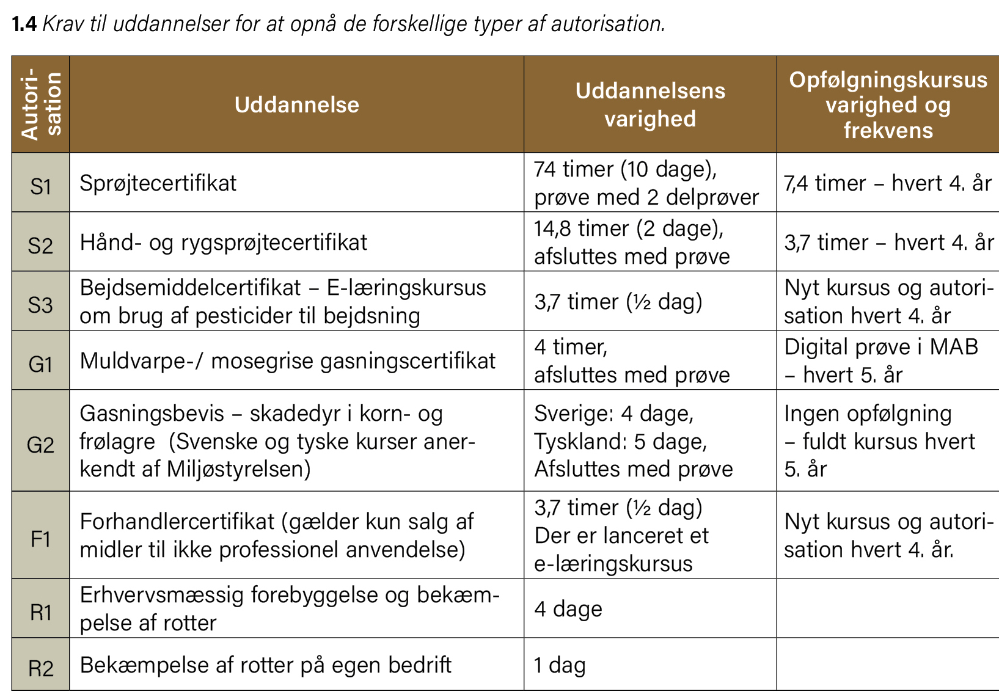 1.4 Krav til uddannelser for at opnå de forskellige typer af autorisation.
Autori-
sation
Uddannelse
Uddannelsens
varighed
Opfølgningskursus
varighed og
frekvens
S1
Sprøjtecertifikat
74 timer (10 dage),
prøve med 2 delprøver
7,4 timer – hvert 4. år
S2
Hånd- og rygsprøjtecertifikat
14,8 timer (2 dage),
afsluttes med prøve
3,7 timer – hvert 4. år
S3
Bejdsemiddelcertifikat – E-læringskursus
om brug af pesticider til bejdsning
3,7 timer (½ dag)
Nyt kursus og autori-
sation hvert 4. år
G1
Muldvarpe-/ mosegrise gasningscertifikat
4 timer,
afsluttes med prøve
Digital prøve i MAB
– hvert 5. år
G2
Gasningsbevis – skadedyr i korn- og
frølagre (Svenske og tyske kurser aner-
kendt af Miljøstyrelsen)
Sverige: 4 dage,
Tyskland: 5 dage,
Afsluttes med prøve
Ingen opfølgning
– fuldt kursus hvert
5. år
F1
Forhandlercertifikat (gælder kun salg af
midler til ikke professionel anvendelse)
3,7 timer (½ dag)
Der er lanceret et
e-læringskursus
Nyt kursus og autori-
sation hvert 4. år.
R1
Erhvervsmæssig forebyggelse og bekæm-
pelse af rotter
4 dage
R2
Bekæmpelse af rotter på egen bedrift
1 dag